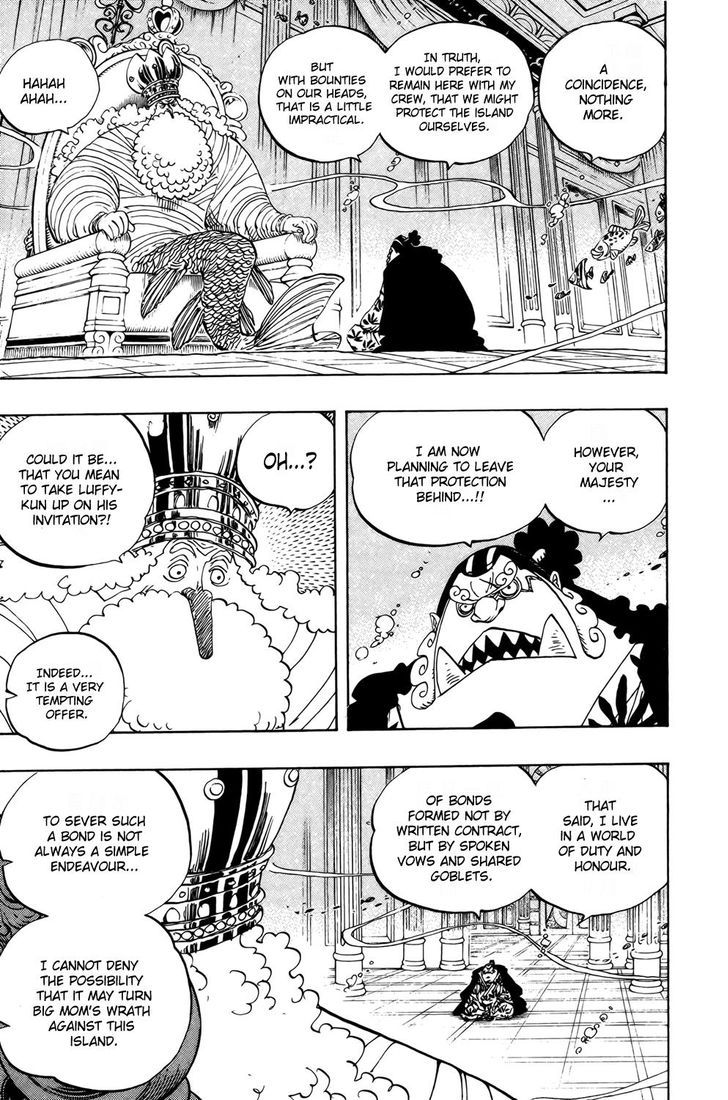 A
COINCIDENCE,
NOTHING
MORE.
IN TRUTH,
I WOULD PREFER TO
REMAIN HERE WITH MY
CREW, THAT WE MIGHT
PROTECT THE ISLAND
OURSELVES.
BUT
WITH BOUNTIES
ON OUR HEADS,
THAT IS A LITTLE
IMPRACTICAL.
HAHAH
AHAH...
HOWEVER,
YOUR
MAJESTY
...
I AM NOW
PLANNING TO LEAVE
THAT PROTECTION
BEHIND...!!
OH...?
COULD IT BE...
THAT YOU MEAN
TO TAKE LUFFY-
KUN UP ON HIS
INVITATION?!
INDEED...
IT IS A VERY
TEMPTING
OFFER.
THAT
SAID, I LIVE
IN A WORLD
OF DUTY AND
HONOUR.
OF BONDS
FORMED NOT BY
WRITTEN CONTRACT,
BUT BY SPOKEN
VOWS AND SHARED
GOBLETS.
TO SEVER SUCH
A BOND IS NOT
ALWAYS A SIMPLE
ENDEAVOUR...
I CANNOT DENY
THE POSSIBILITY
THAT IT MAY TURN
BIG MOM'S WRATH
AGAINST THIS
ISLAND.